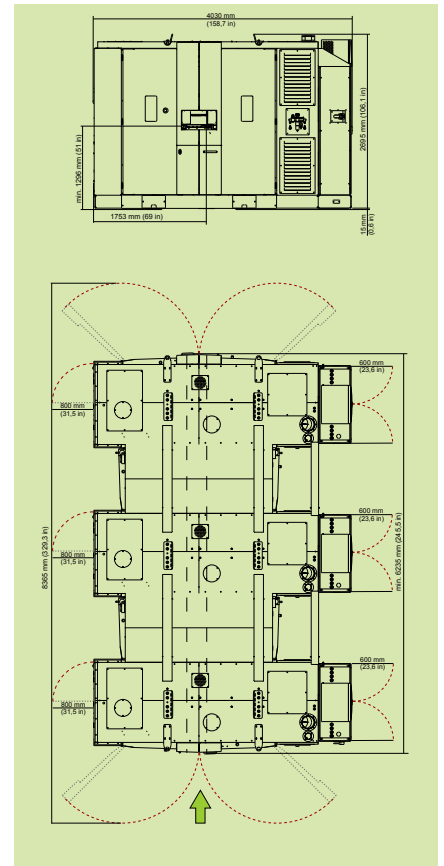 4030 mm
(158,7 in)
min. 1296 mm (51 in)
2695 mm (106,1 in)
1753 mm (69 in)
15 mm
(0,6 in)
600 mm
(23,6 in)
800 mm
(31,5 in)
600 mm
(23,6 in)
8365 mm (329,3 in)
800 mm
(31,5 in)
min. 6235 mm (245,5 in)
600 mm
(23,6 in)
800 mm
(31,5 in)